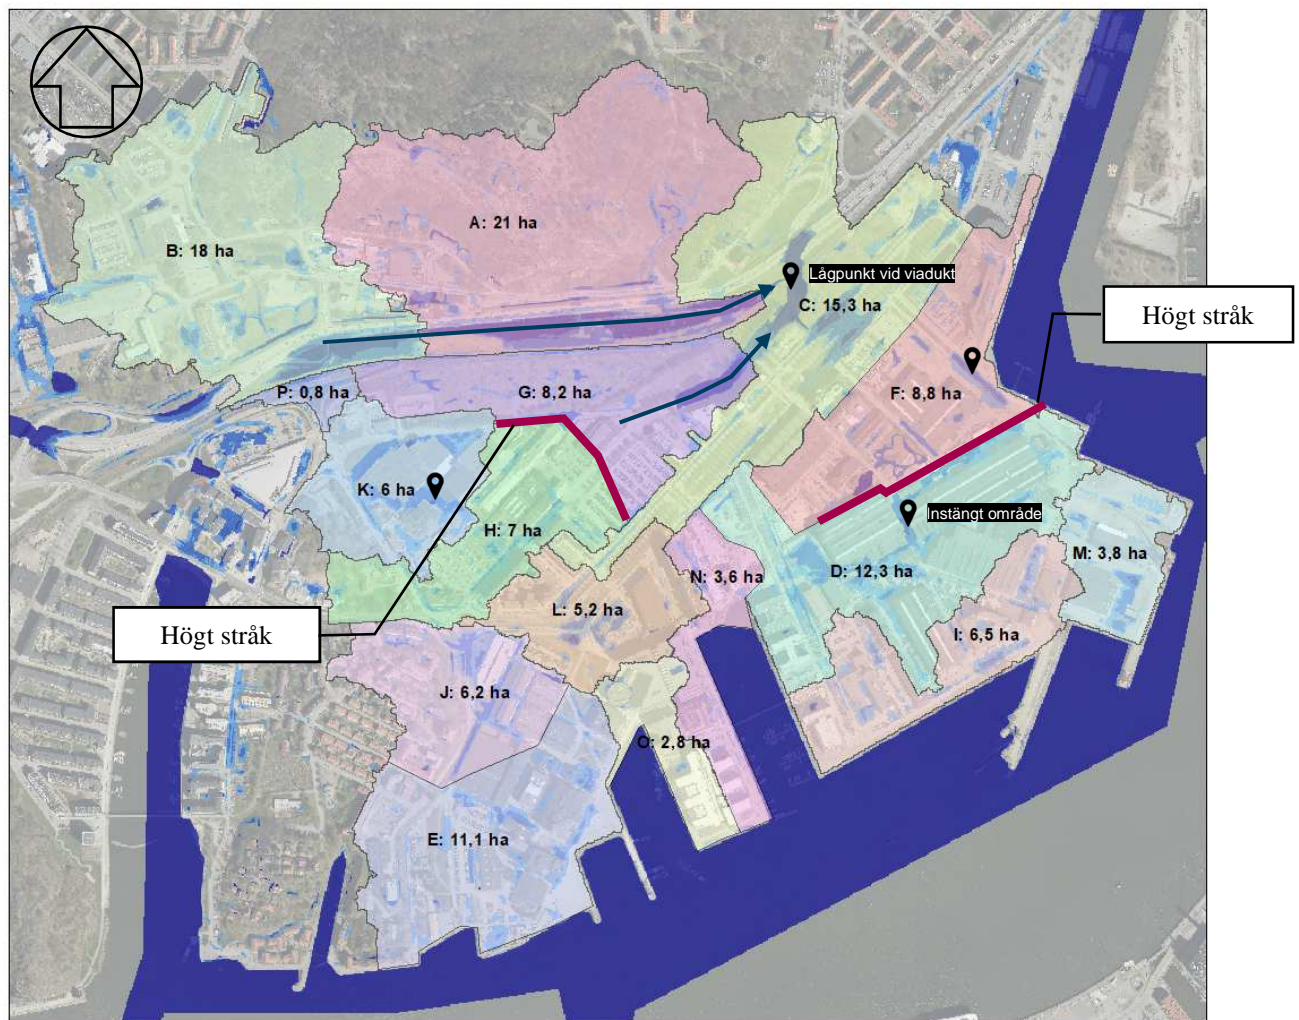 A: 21 ha
B: 18 ha
Lågpunkt vid viadukt
C: 15,3 ha
Högt stråk
P: 0,8 ha
G: 8,2 ha
F: 8,8 ha
K: 6 ha
Instängt område
H: 7 ha
M: 3,8 ha
D: 12,3 ha
N: 3,6 ha
L: 5,2 ha
Högt stråk
I: 6,5 ha
J: 6,2 ha
O: 2,8 ha
E: 11,1 ha